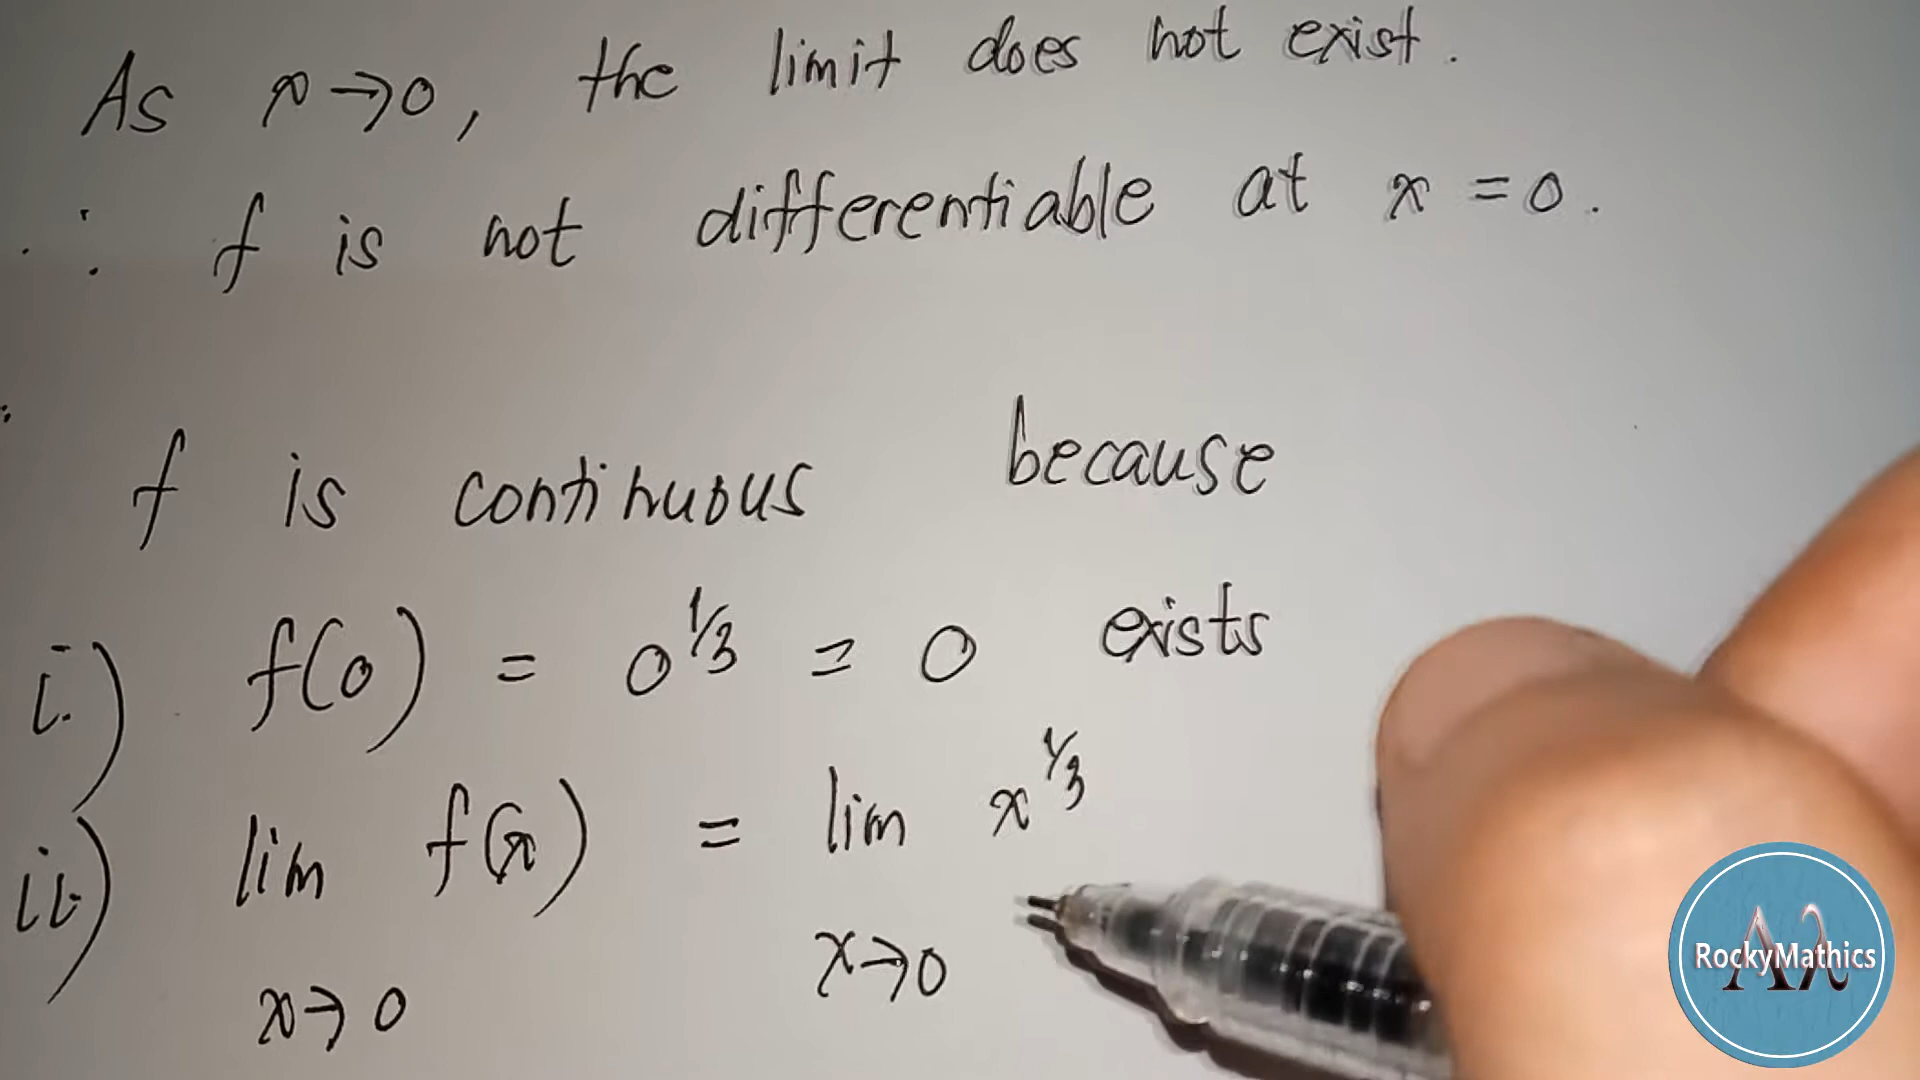 As x→0, the limit does not exist.
∴ f is not differentiable at x = 0.
f is continuous because
i.) f(0) = 0^1/3 = 0 exists
ii.) lim f(x) = lim x^1/3
x→0 x→0
RockyMathics